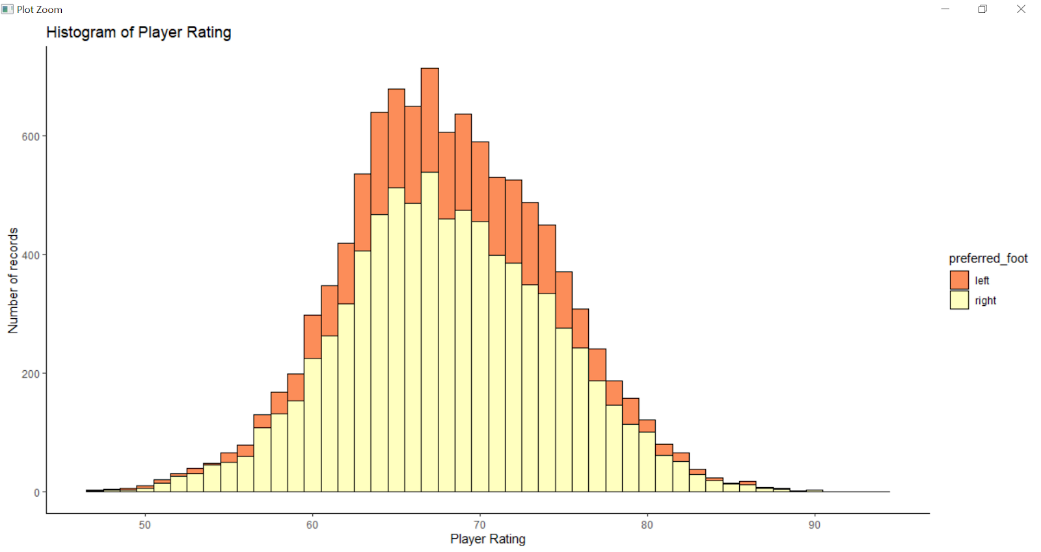 Plot Zoom
Histogram of Player Rating
600
400
200
0
Number of records
50 60 70 80 90
Player Rating
preferred_foot
left
right